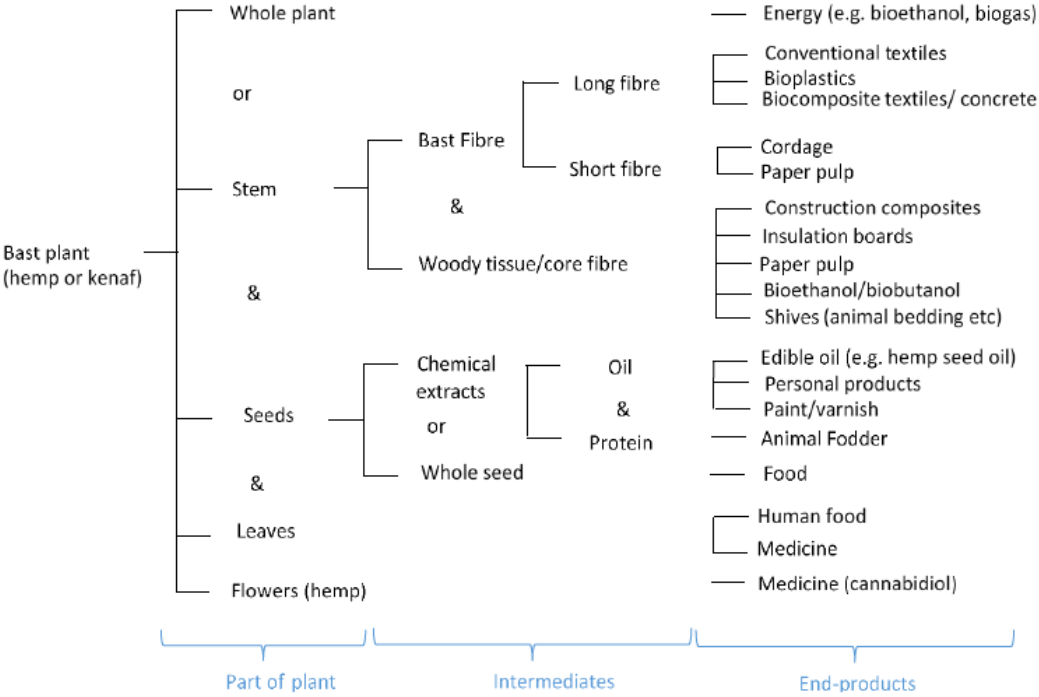 Whole plant
Energy (e.g. bioethanol, biogas)
or
Long fibre
Conventional textiles
Bioplastics
Biocomposite textiles/ concrete
Bast Fibre
Stem
Short fibre
Cordage
Paper pulp
&
Woody tissue/core fibre
Construction composites
Insulation boards
Paper pulp
Bioethanol/biobutanol
Shives (animal bedding etc)
Bast plant
(hemp or kenaf)
&
Chemical
extracts
Oil
Edible oil (e.g. hemp seed oil)
Personal products
Paint/varnish
Seeds
or
&
Protein
Animal Fodder
Whole seed
Food
&
Leaves
Human food
Medicine
Flowers (hemp)
Medicine (cannabidiol)
Part of plant
Intermediates
End-products